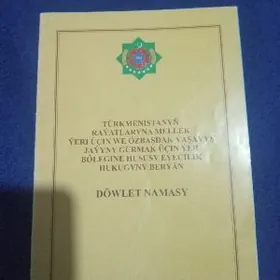 TÜRKMENISTANYŇ
RAÝATLARYNA MELLEK
ÝERI ÜÇIN WE ÖZBAŞDAK ÝAŞAÝYŞ
JAÝYNY GURMAK ÜÇIN ÝER
BÖLEGINE HUSUSY EÝEÇILIK
HUKUGYNY BERÝÄN
DÖWLET NAMASY